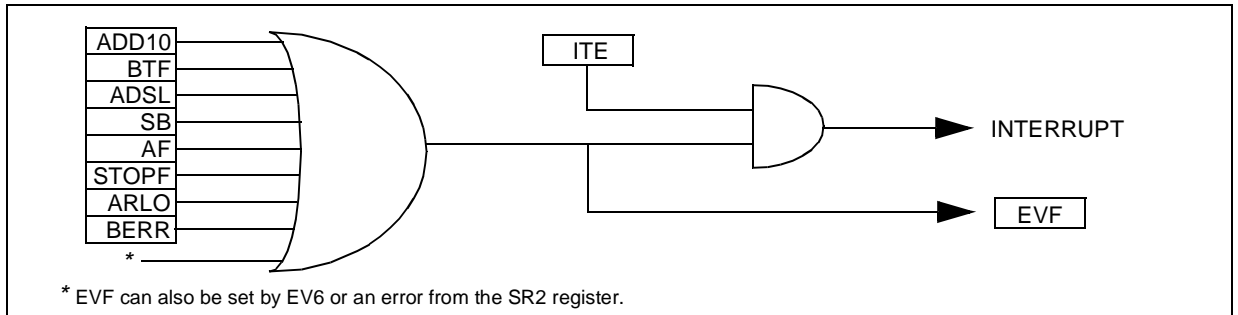 ADD10
BTF
ADSL
SB
AF
STOPF
ARLO
BERR
*
ITE
INTERRUPT
EVF
* EVF can also be set by EV6 or an error from the SR2 register.